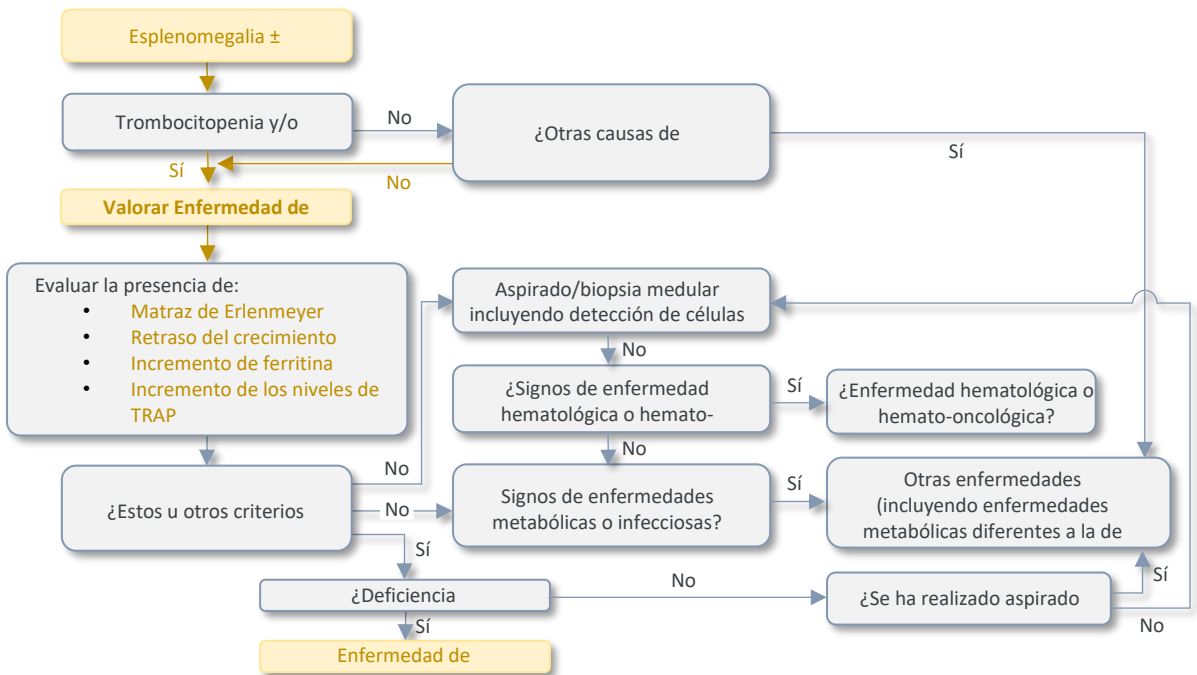 Esplenomegalia ±
Trombocitopenia y/o
No
¿Otras causas de
Sí
Sí
No
Valorar Enfermedad de
Evaluar la presencia de:
• Matraz de Erlenmeyer
• Retraso del crecimiento
• Incremento de ferritina
• Incremento de los niveles de
TRAP
Aspirado/biopsia medular
incluyendo detección de células
No
¿Signos de enfermedad
hematológica o hemato-
Sí
¿Enfermedad hematológica o
hemato-oncológica?
No
No
¿Estos u otros criterios
No
Signos de enfermedades
metabólicas o infecciosas?
Sí
Otras enfermedades
(incluyendo enfermedades
metabólicas diferentes a la de
Sí
¿Deficiencia
No
¿Se ha realizado aspirado
Sí
No
Sí
Enfermedad de